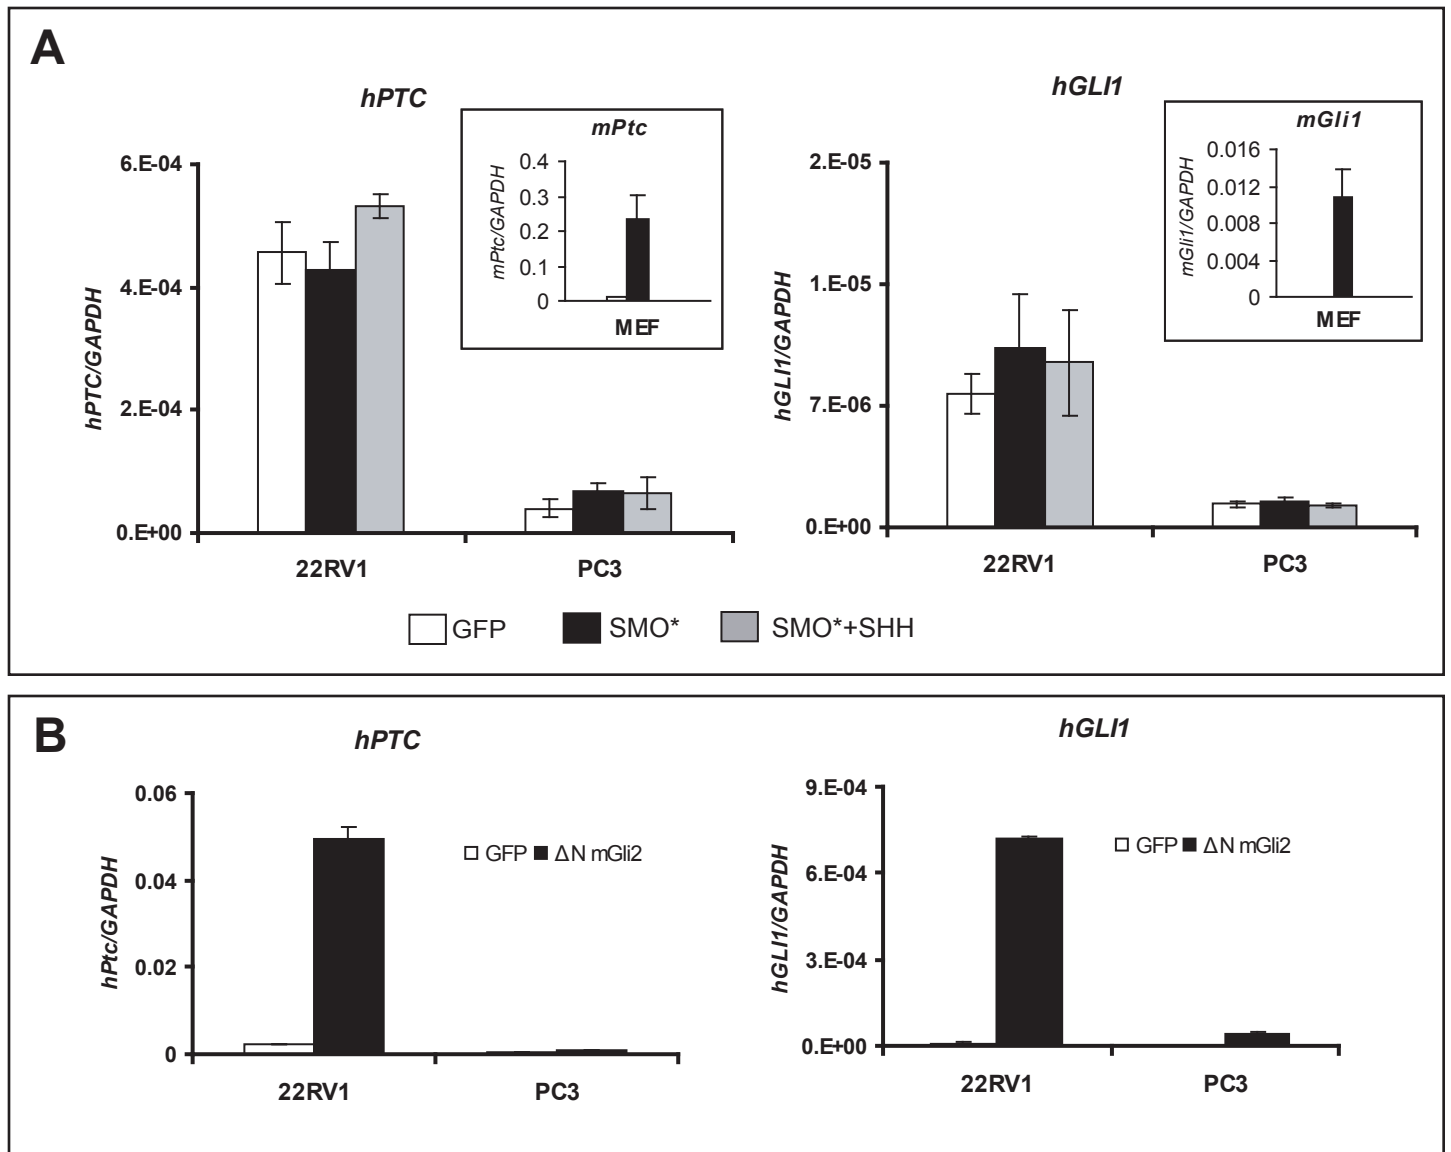 A
hPTC
mPtc
mPtc/GAPDH
0.4
0.3
0.2
0.1
0
MEF
hPTC/GAPDH
6.E-04
4.E-04
2.E-04
0.E+00
22RV1 PC3
hGLI1
mGli1
mGli1/GAPDH
0.016
0.012
0.008
0.004
0
MEF
hGLI1/GAPDH
2.E-05
1.E-05
7.E-06
0.E+00
22RV1 PC3
GFP SMO* SMO*+SHH
B
hPTC
hPtc/GAPDH
0.06
0.04
0.02
0
GFP ΔN mGli2
22RV1 PC3
hGLI1
hGLI1/GAPDH
9.E-04
6.E-04
3.E-04
0.E+00
GFP ΔN mGli2
22RV1 PC3